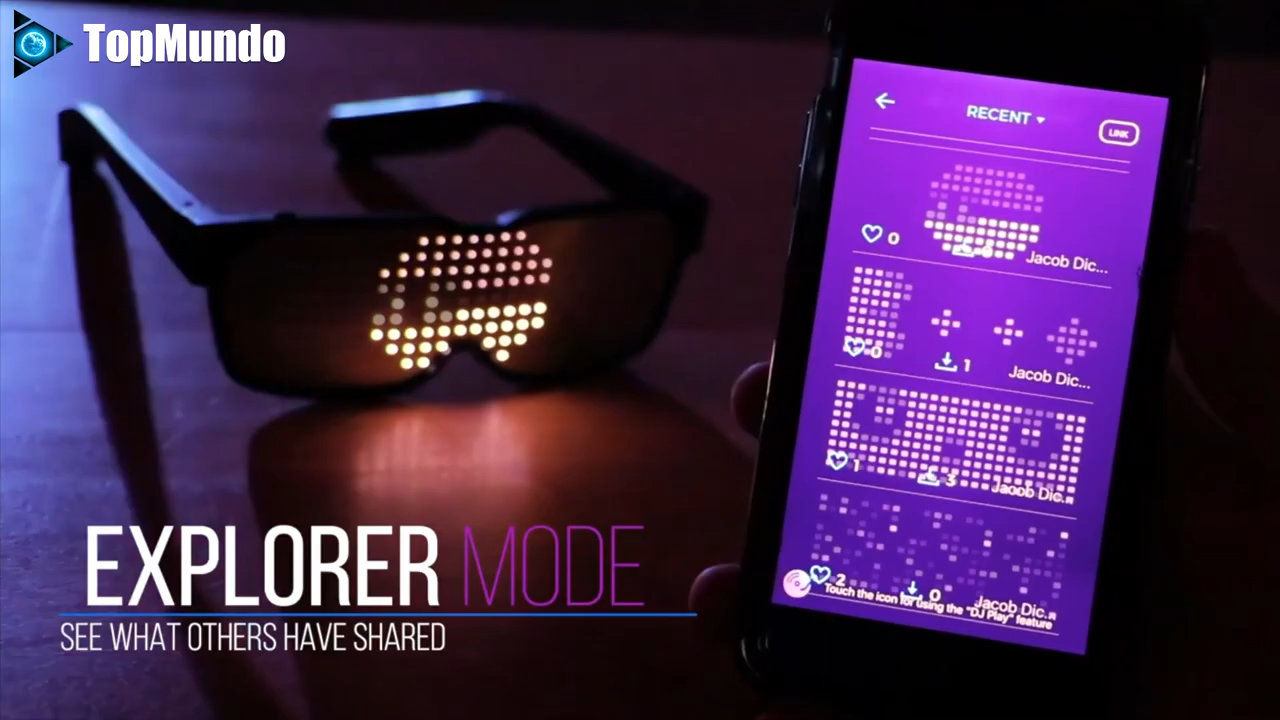 TopMundo
RECENT
LINK
0
Jacob Dic...
0
1
Jacob Dic...
1
3
Jacob Dic...
2
0
Jacob Dic...
Touch the icon for using the "DJ Play" feature
EXPLORER MODE
SEE WHAT OTHERS HAVE SHARED